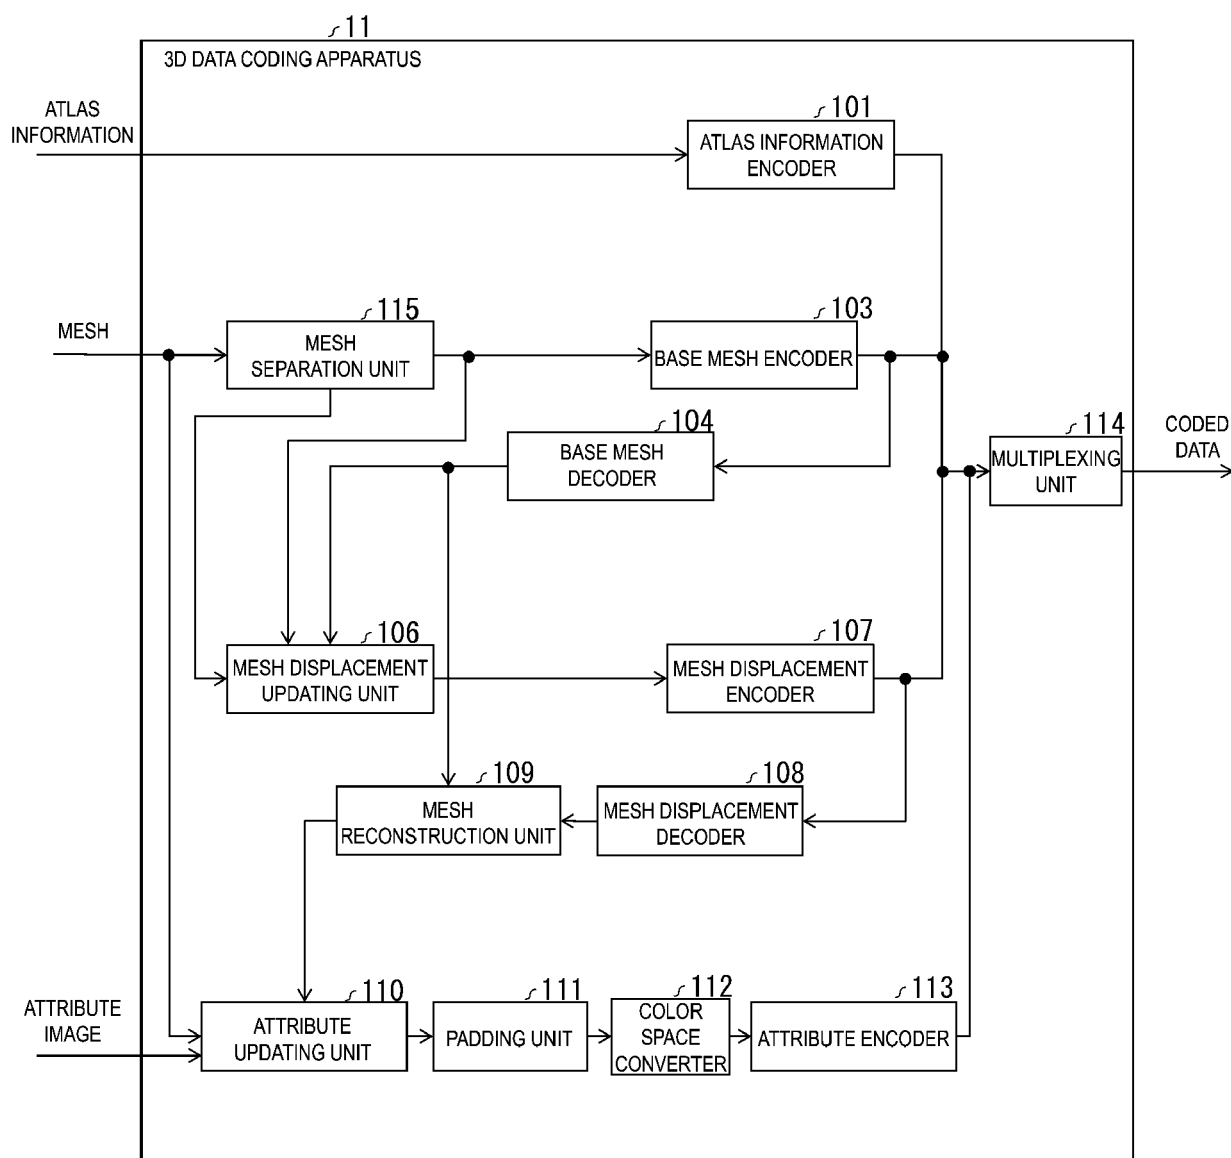 11
3D DATA CODING APPARATUS
ATLAS
INFORMATION
101
ATLAS INFORMATION
ENCODER
MESH
115
MESH
SEPARATION UNIT
103
BASE MESH ENCODER
104
BASE MESH
DECODER
114
MULTIPLEXING
UNIT
CODED
DATA
106
MESH DISPLACEMENT
UPDATING UNIT
107
MESH DISPLACEMENT
ENCODER
109
MESH
RECONSTRUCTION UNIT
108
MESH DISPLACEMENT
DECODER
ATTRIBUTE
IMAGE
110
ATTRIBUTE
UPDATING UNIT
111
PADDING UNIT
112
COLOR
SPACE
CONVERTER
113
ATTRIBUTE ENCODER